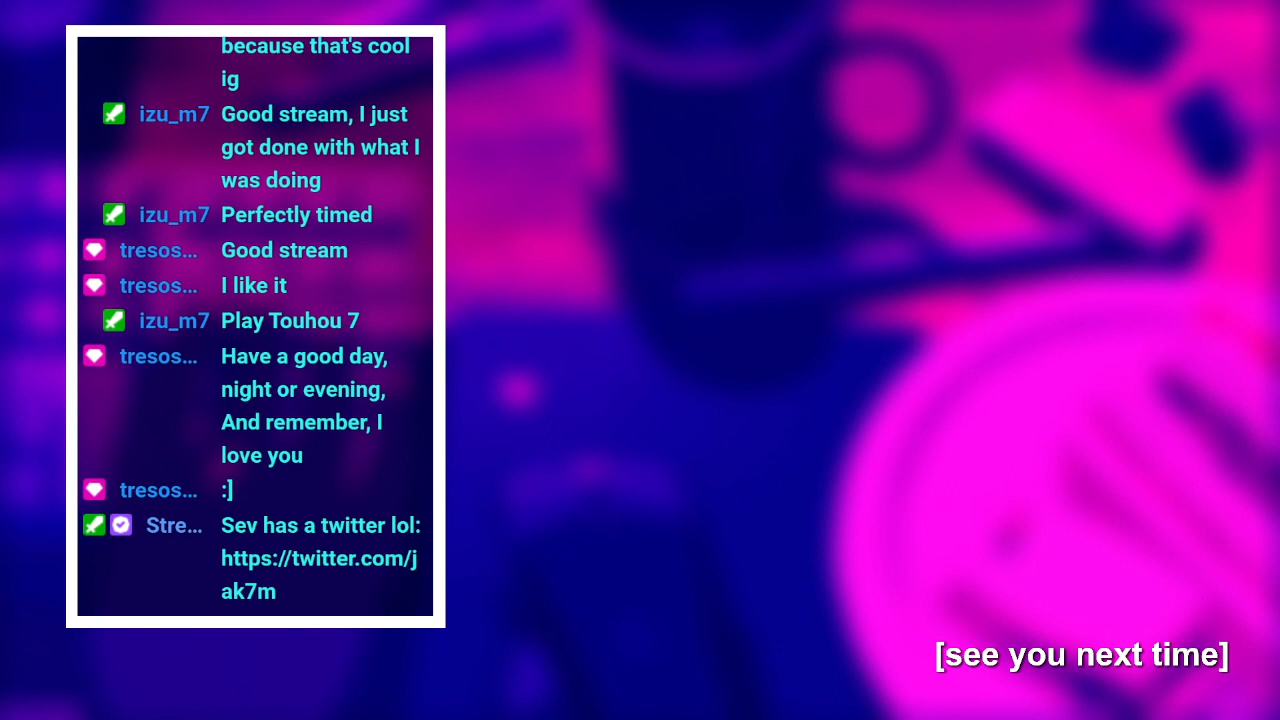 because that's cool
ig
izu_m7 Good stream, I just
got done with what I
was doing
izu_m7 Perfectly timed
tresos... Good stream
tresos... I like it
izu_m7 Play Touhou 7
tresos... Have a good day,
night or evening,
And remember, I
love you
tresos... :]
Stre... Sev has a twitter lol:
https://twitter.com/j
ak7m
[see you next time]